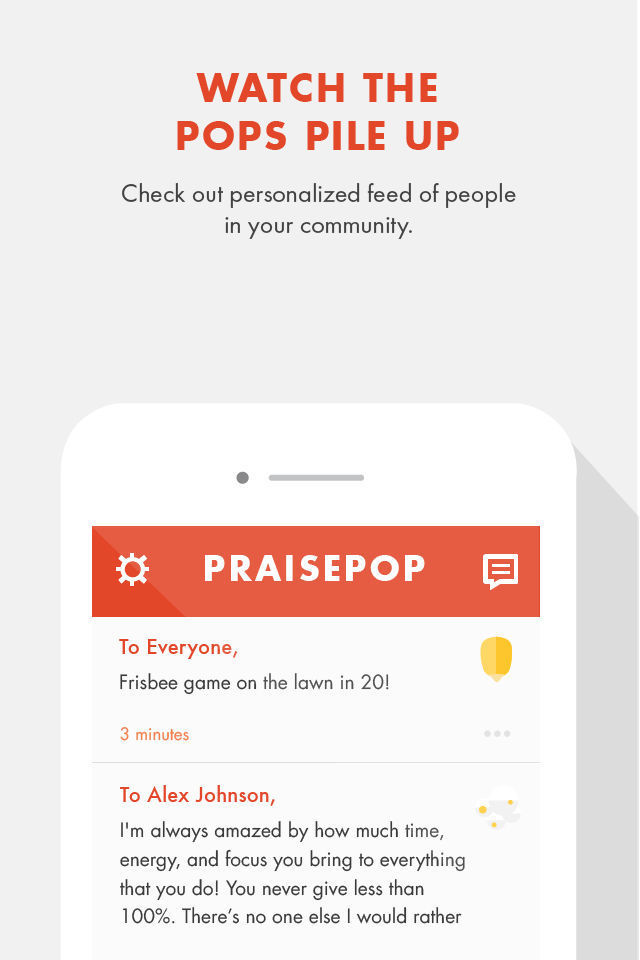 WATCH THE
POPS PILE UP
Check out personalized feed of people
in your community.
PRAISEPOP
To Everyone,
Frisbee game on the lawn in 20!
3 minutes
To Alex Johnson,
I'm always amazed by how much time,
energy, and focus you bring to everything
that you do! You never give less than
100%. There’s no one else I would rather